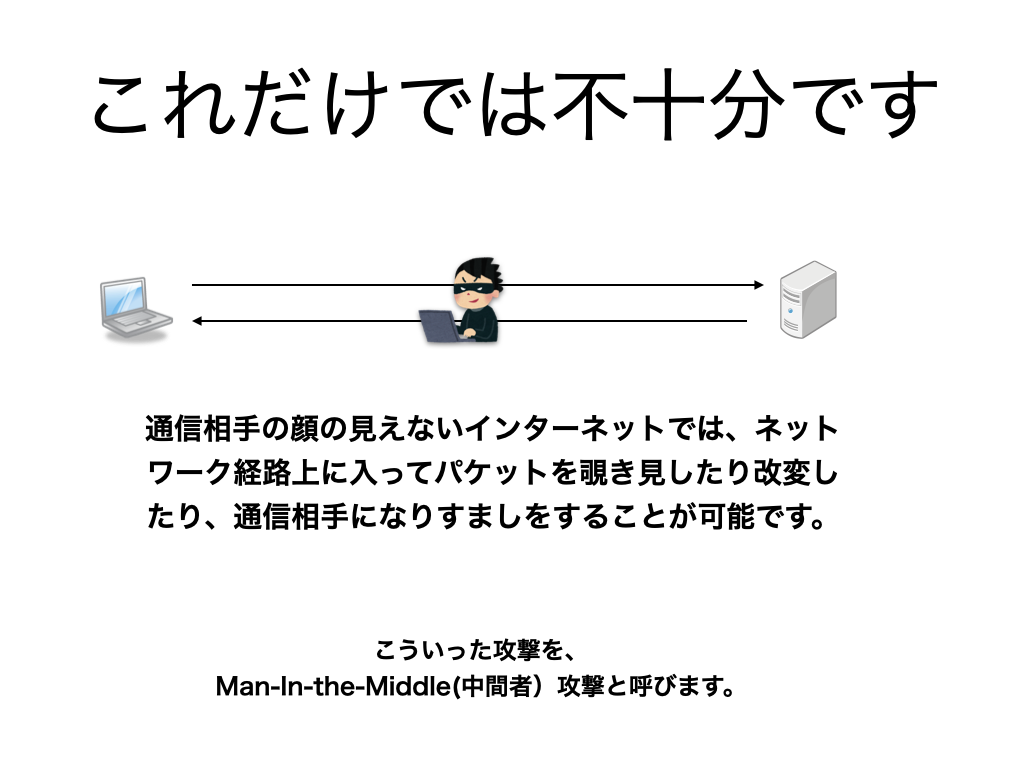 これだけでは不十分です
通信相手の顔の見えないインターネットでは、ネット
ワーク経路上に入ってパケットを覗き見したり改変し
たり、通信相手になりすましをすることが可能です。
こういった攻撃を、
Man-In-the-Middle(中間者）攻撃と呼びます。